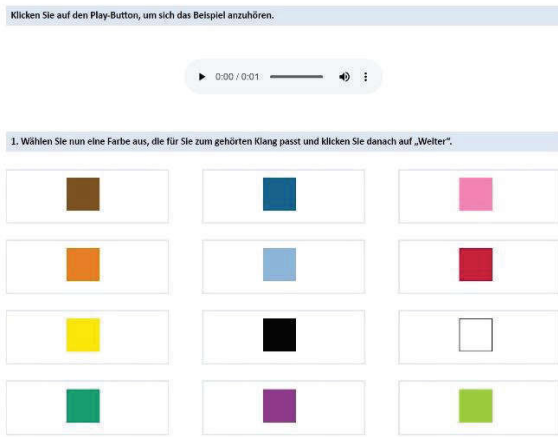 Klicken Sie auf den Play-Button, um sich das Beispiel anzuhören.
0:00 / 0:01
1. Wählen Sie nun eine Farbe aus, die für Sie zum gehörten Klang passt und klicken Sie danach auf „Weiter“.